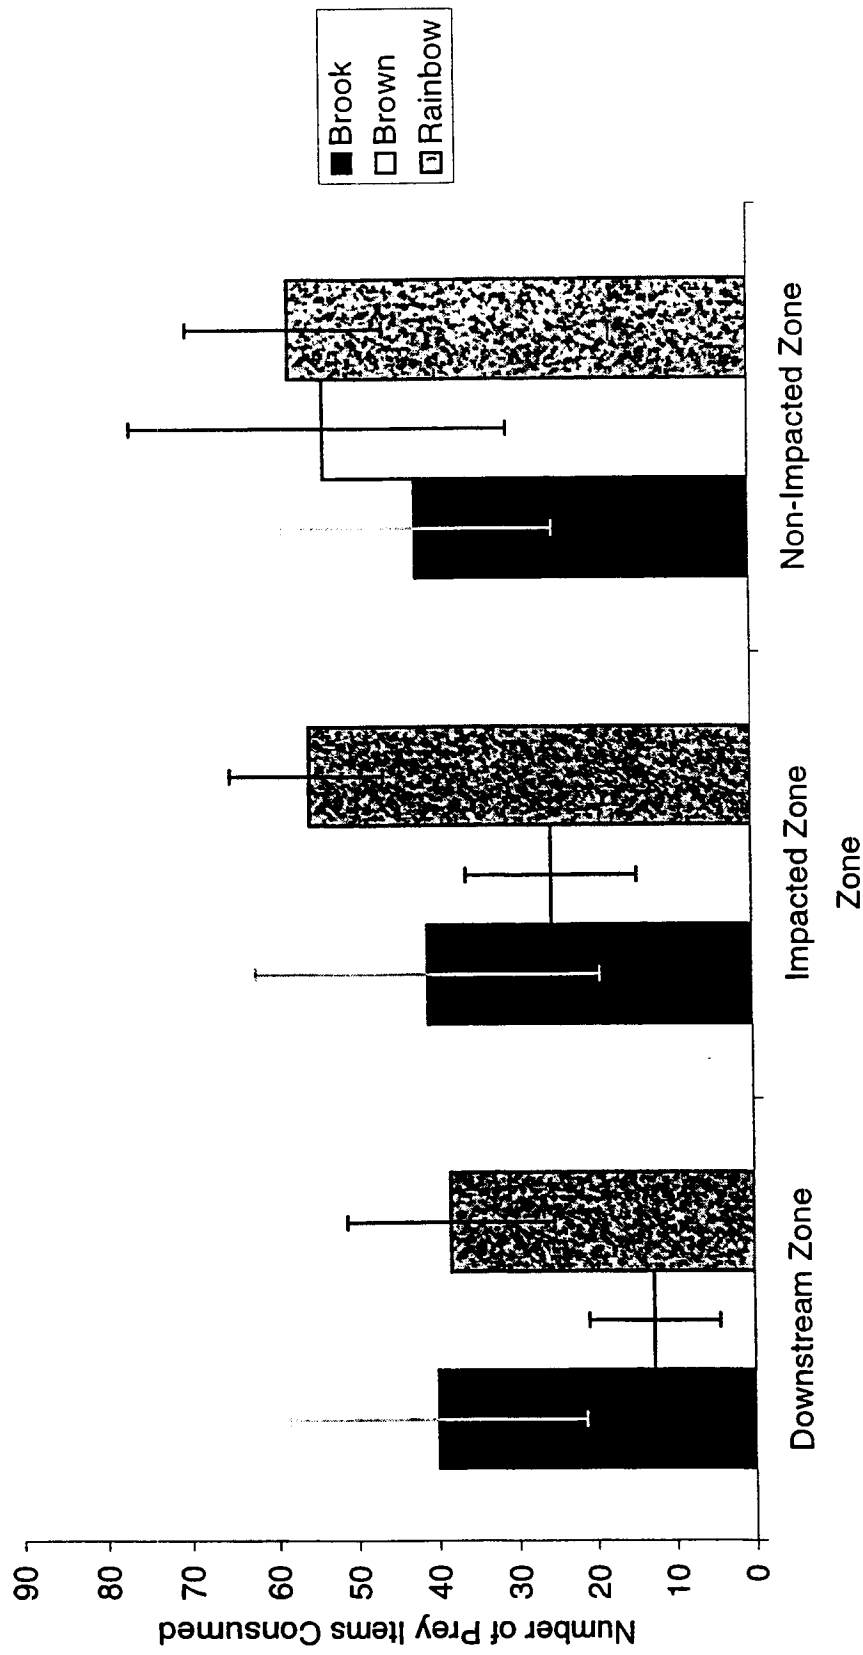 90
80
70
60
50
40
30
20
10
0
Number of Prey Items Consumed
Downstream Zone
Impacted Zone
Non-Impacted Zone
Zone
Brook
Brown
Rainbow